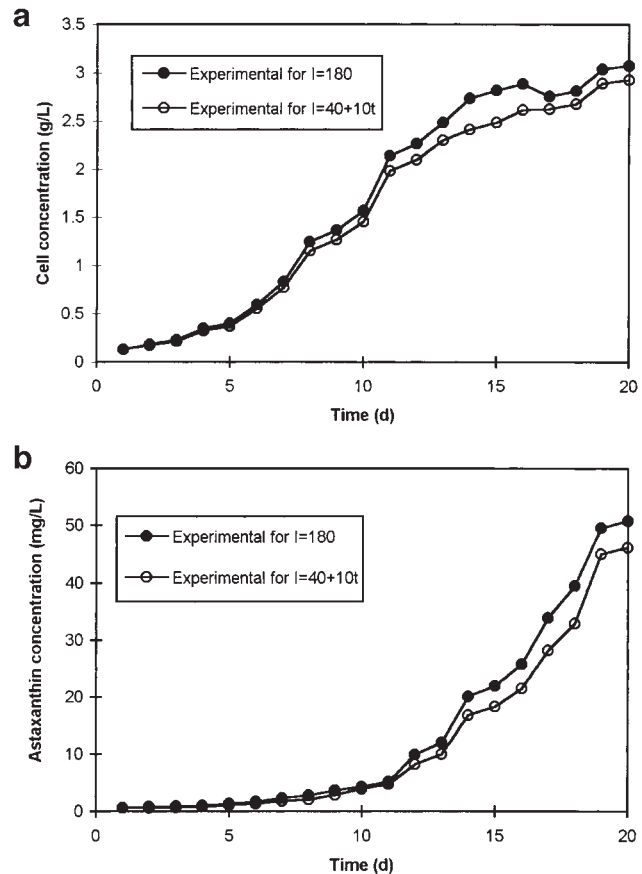 a
3.5
3
2.5
2
1.5
1
0.5
0
Cell concentration (g/L)
Experimental for I=180
Experimental for I=40+10t
0 5 10 15 20
Time (d)
b
60
50
40
30
20
10
0
Astaxanthin concentration (mg/L)
Experimental for I=180
Experimental for I=40+10t
0 5 10 15 20
Time (d)